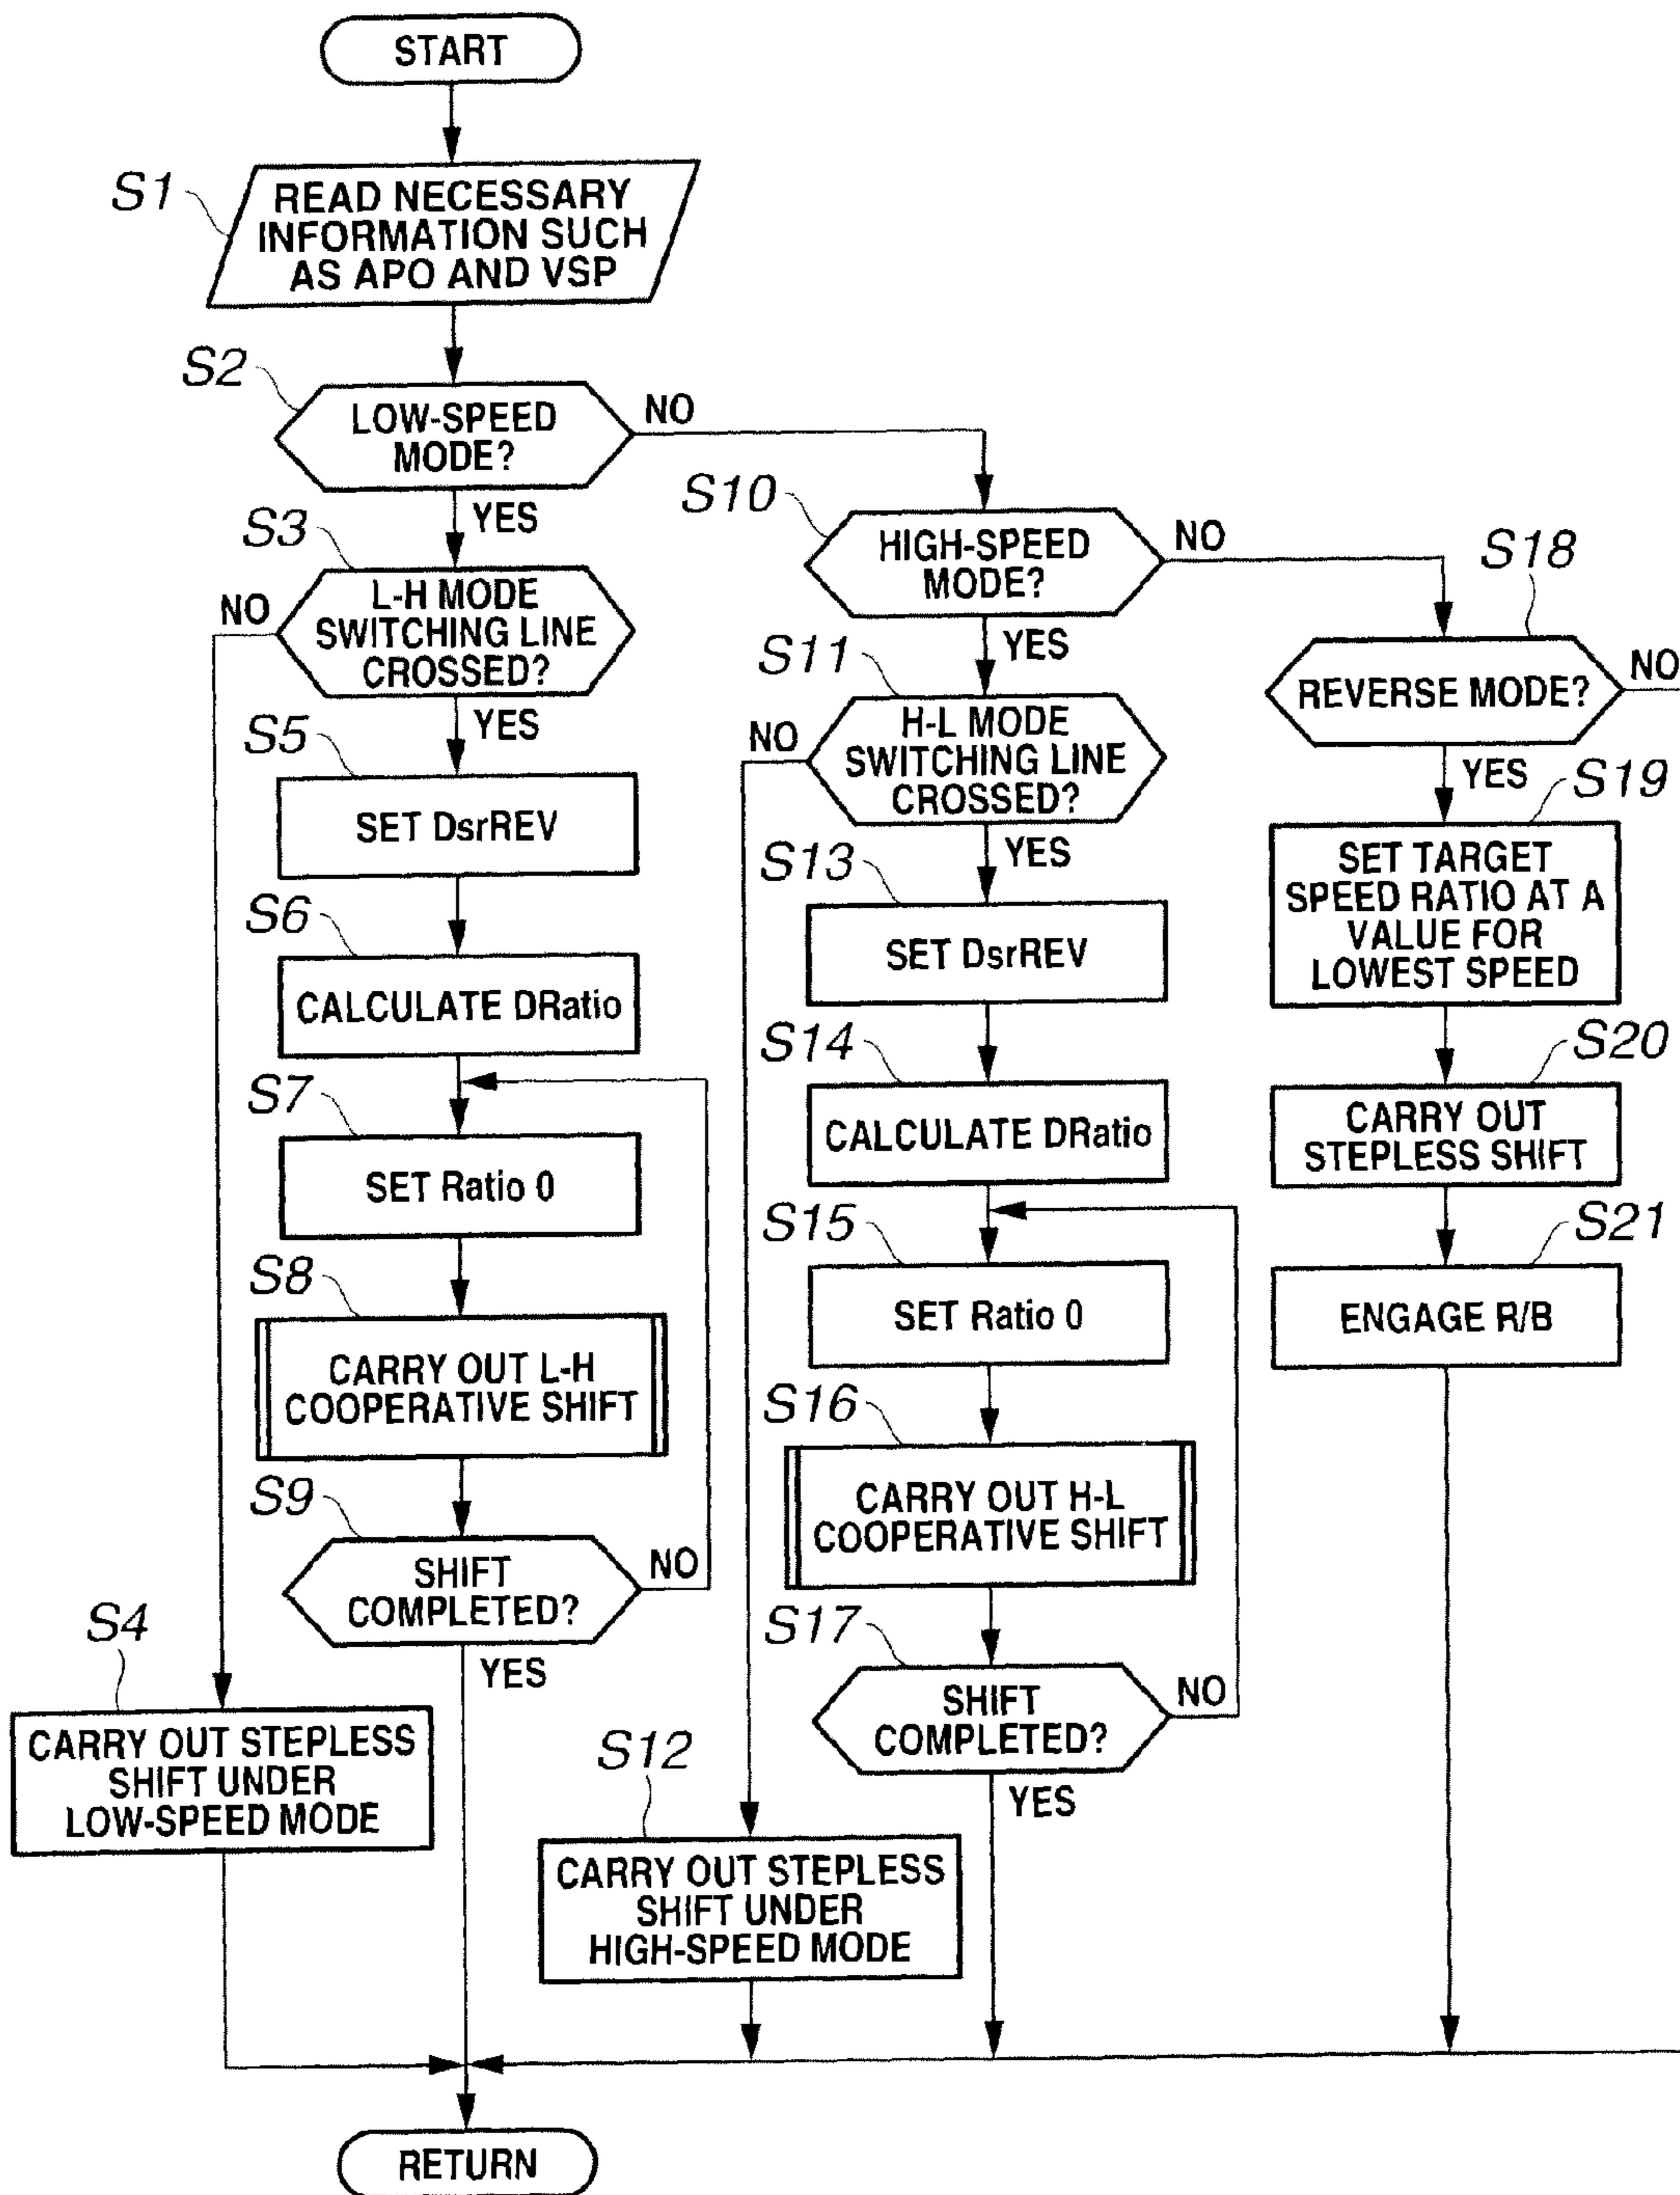 START
S1
READ NECESSARY
INFORMATION SUCH
AS APO AND VSP
S2
LOW-SPEED
MODE?
NO
YES
S3
L-H MODE
SWITCHING LINE
CROSSED?
NO
YES
S5
SET DsrREV
S6
CALCULATE DRatio
S7
SET Ratio 0
S8
CARRY OUT L-H
COOPERATIVE SHIFT
S9
SHIFT
COMPLETED?
NO
YES
S4
CARRY OUT STEPLESS
SHIFT UNDER
LOW-SPEED MODE
S10
HIGH-SPEED
MODE?
NO
YES
S11
H-L MODE
SWITCHING LINE
CROSSED?
NO
YES
S13
SET DsrREV
S14
CALCULATE DRatio
S15
SET Ratio 0
S16
CARRY OUT H-L
COOPERATIVE SHIFT
S17
SHIFT
COMPLETED?
NO
YES
S12
CARRY OUT STEPLESS
SHIFT UNDER
HIGH-SPEED MODE
S18
REVERSE MODE?
NO
YES
S19
SET TARGET
SPEED RATIO AT A
VALUE FOR
LOWEST SPEED
S20
CARRY OUT
STEPLESS SHIFT
S21
ENGAGE R/B
RETURN